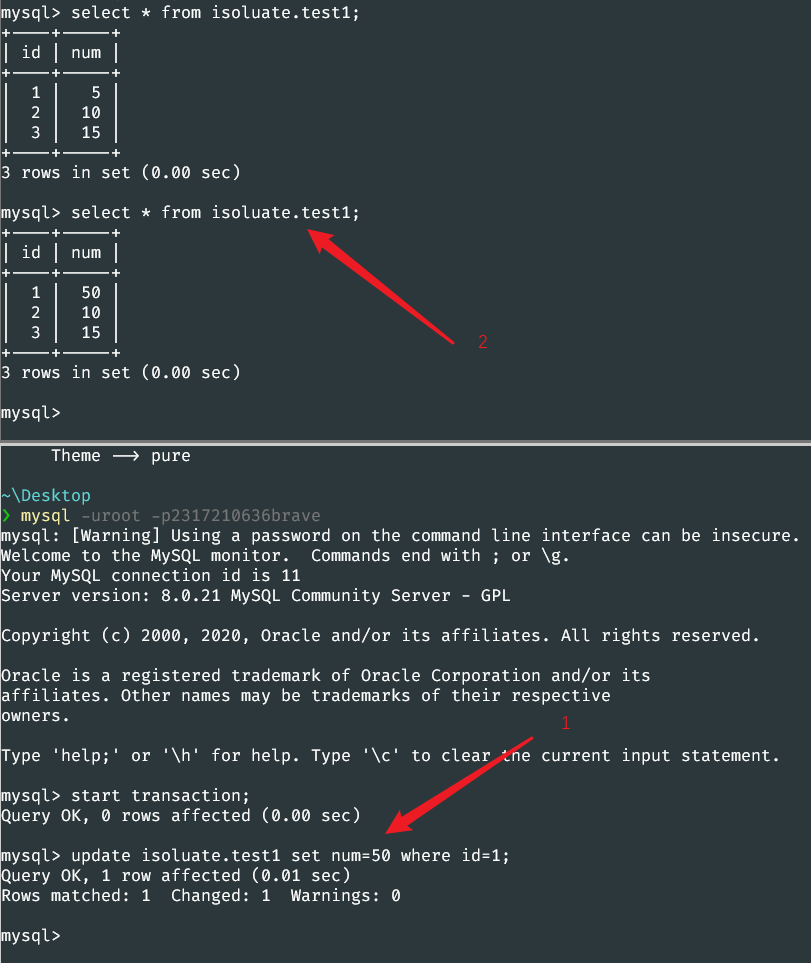 mysql> select * from isoluate.test1;
+----+------+
| id | num |
+----+------+
| 1 | 5 |
| 2 | 10 |
| 3 | 15 |
+----+------+
3 rows in set (0.00 sec)
mysql> select * from isoluate.test1;
+----+------+
| id | num |
+----+------+
| 1 | 50 |
| 2 | 10 |
| 3 | 15 |
+----+------+
2
3 rows in set (0.00 sec)
mysql>
Theme --> pure
~\Desktop
❯ mysql -uroot -p2317210636brave
mysql: [Warning] Using a password on the command line interface can be insecure.
Welcome to the MySQL monitor.  Commands end with ; or \g.
Your MySQL connection id is 11
Server version: 8.0.21 MySQL Community Server - GPL
Copyright (c) 2000, 2020, Oracle and/or its affiliates. All rights reserved.
Oracle is a registered trademark of Oracle Corporation and/or its
affiliates. Other names may be trademarks of their respective
owners.
1
Type 'help;' or '\h' for help. Type '\c' to clear the current input statement.
mysql> start transaction;
Query OK, 0 rows affected (0.00 sec)
mysql> update isoluate.test1 set num=50 where id=1;
Query OK, 1 row affected (0.01 sec)
Rows matched: 1  Changed: 1  Warnings: 0
mysql>